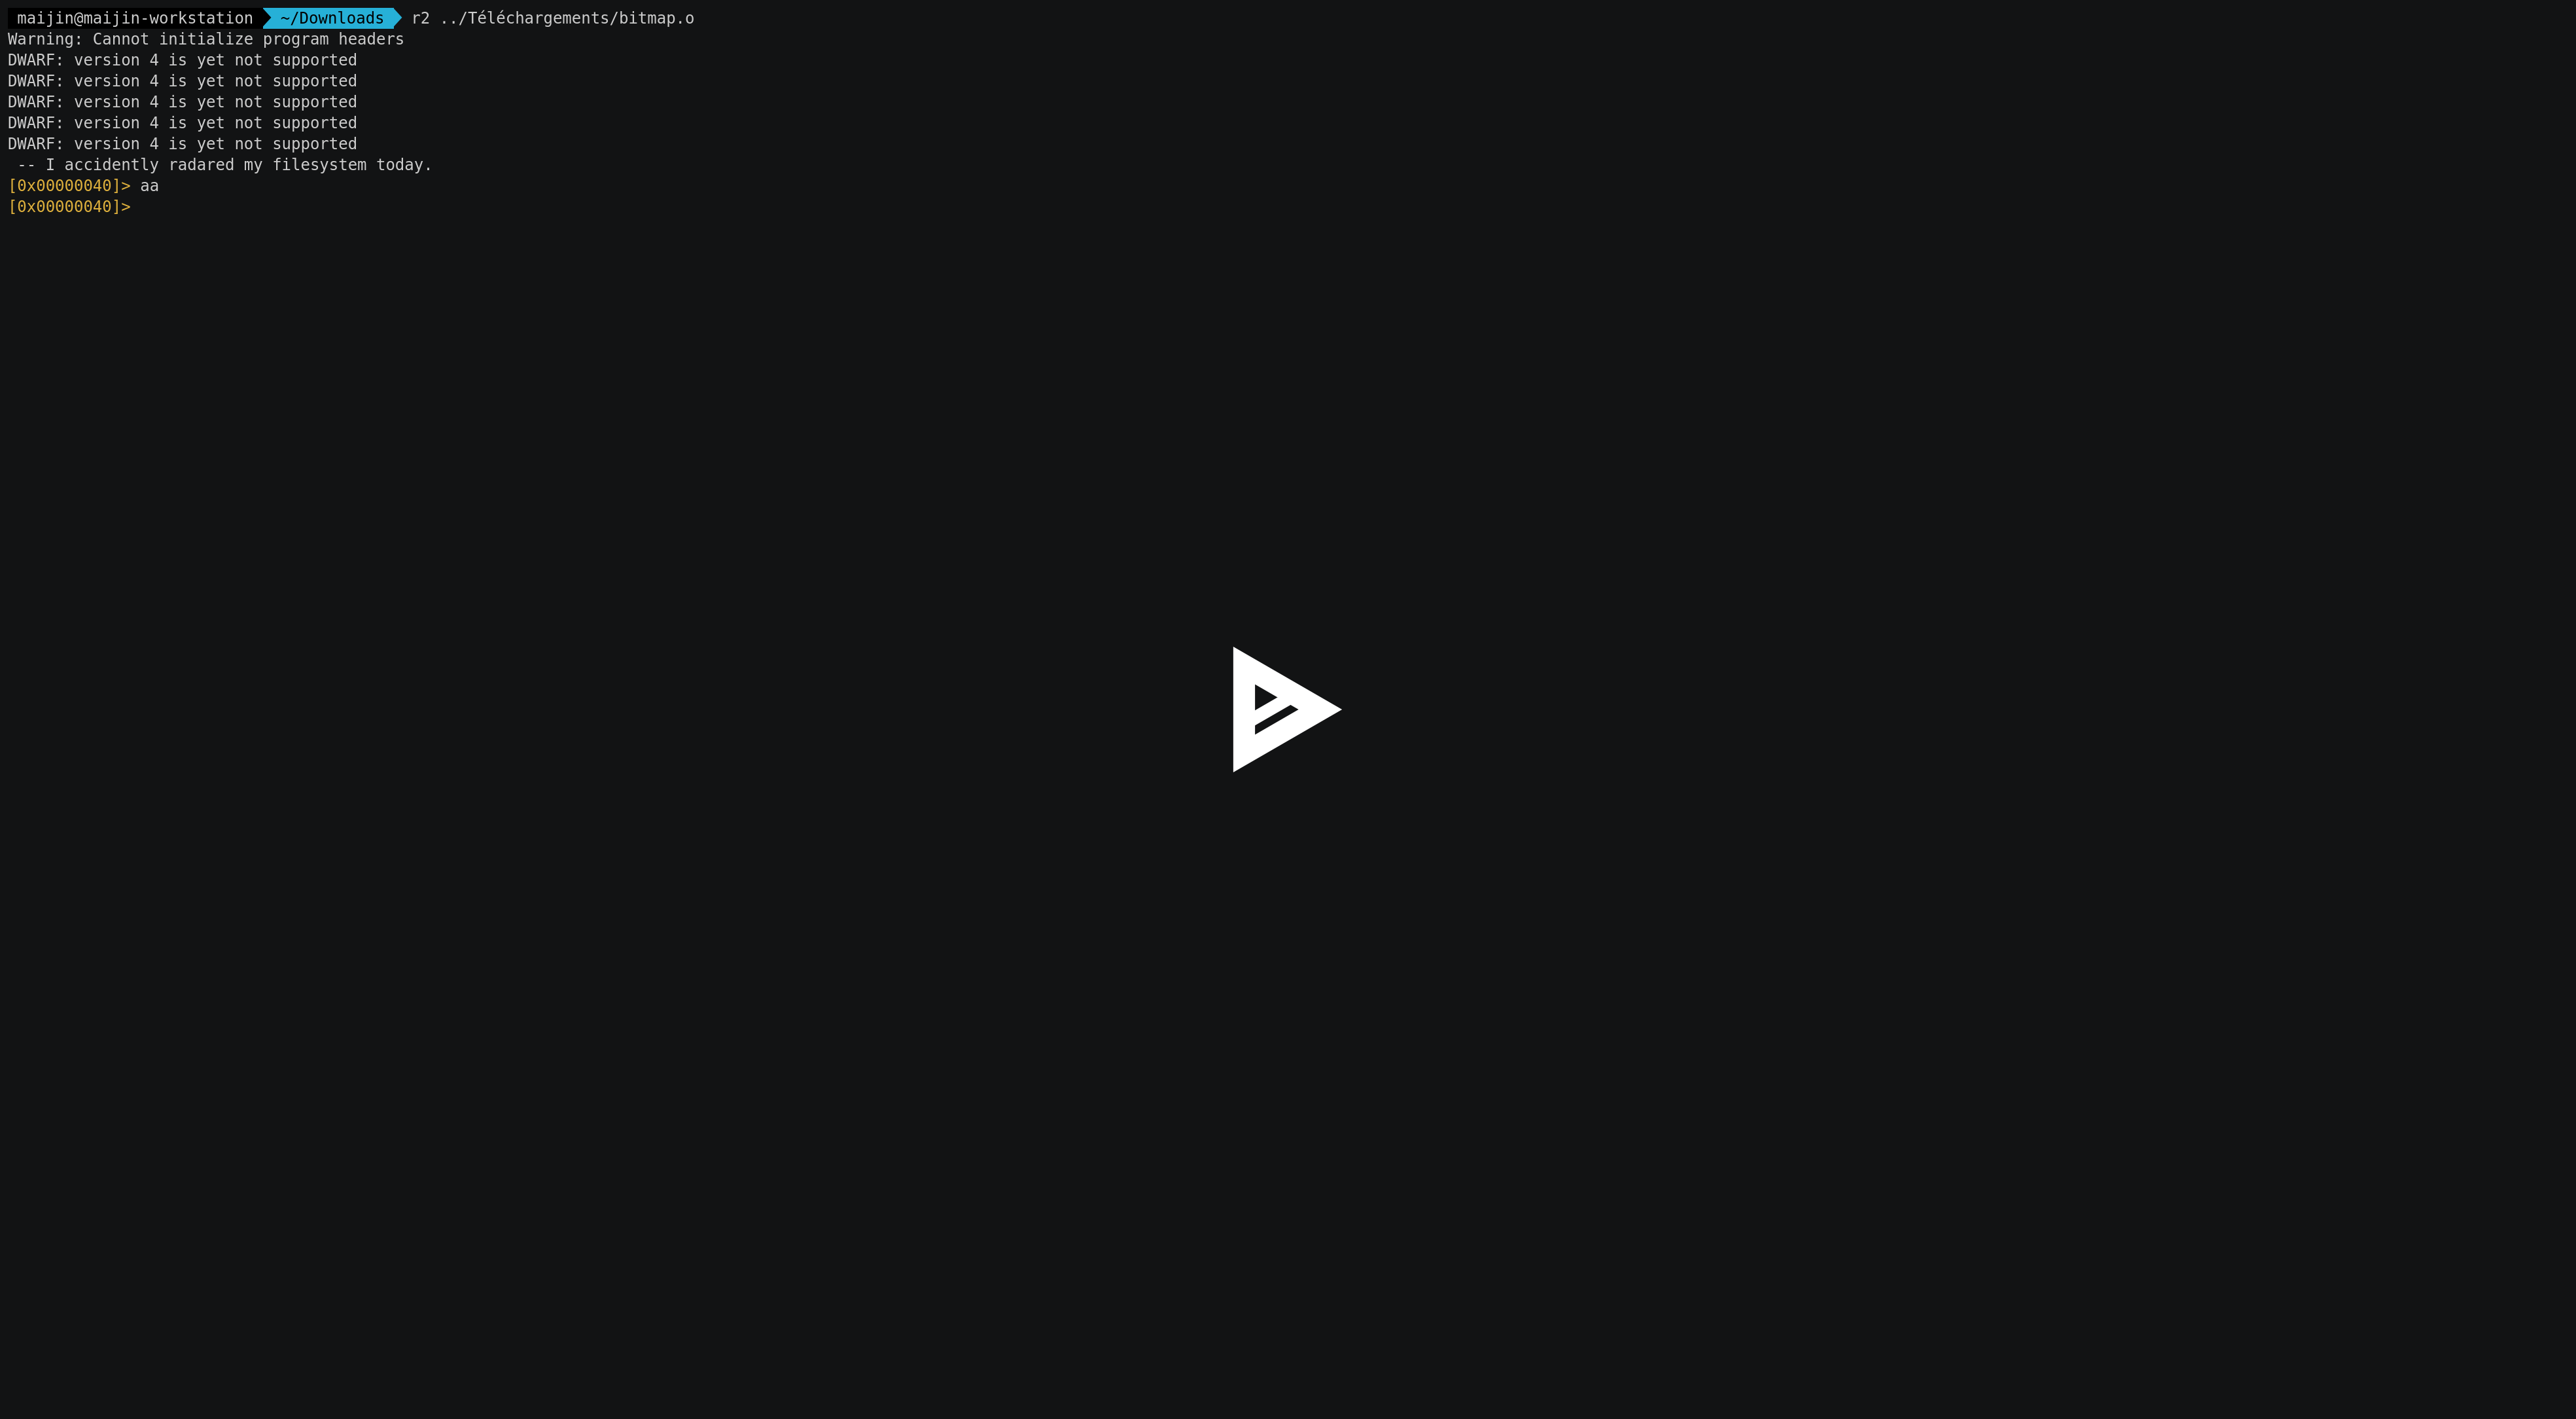 maijin@maijin-workstation ~/Downloads r2 ../Téléchargements/bitmap.o
Warning: Cannot initialize program headers
DWARF: version 4 is yet not supported
DWARF: version 4 is yet not supported
DWARF: version 4 is yet not supported
DWARF: version 4 is yet not supported
DWARF: version 4 is yet not supported
-- I accidently radared my filesystem today.
[0x00000040]> aa
[0x00000040]>